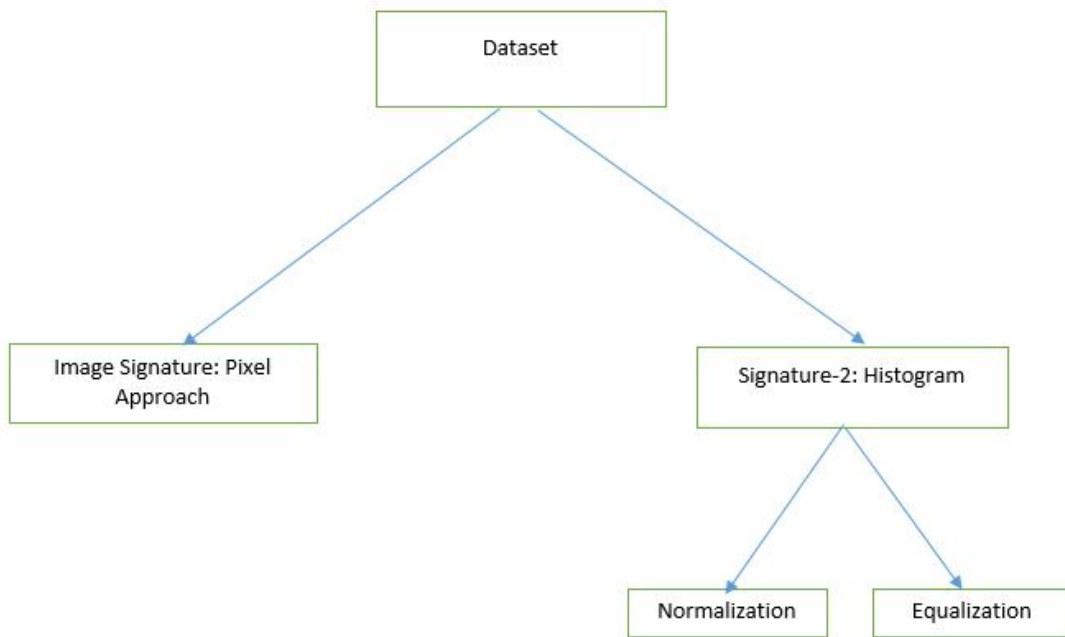 Dataset
Image Signature: Pixel
Approach
Signature-2: Histogram
Normalization
Equalization